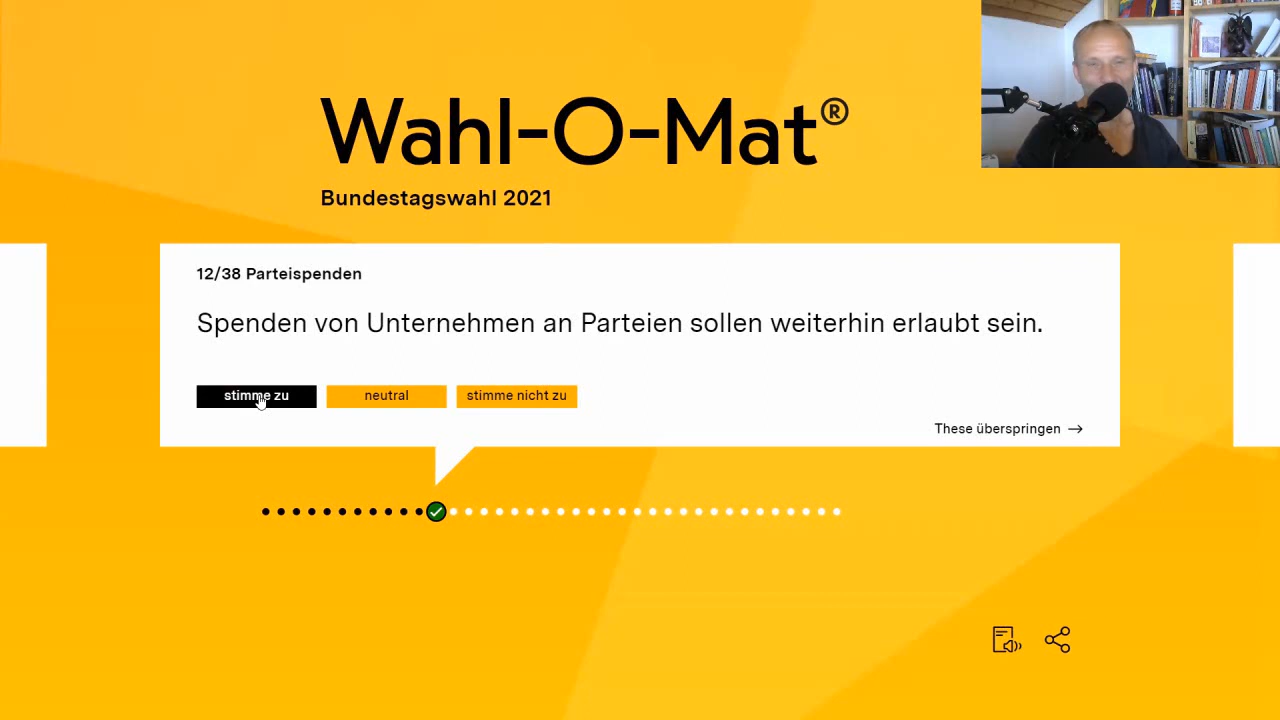 Wahl-O-Mat®
Bundestagswahl 2021
12/38 Parteispenden
Spenden von Unternehmen an Parteien sollen weiterhin erlaubt sein.
stimme zu
neutral
stimme nicht zu
These überspringen →